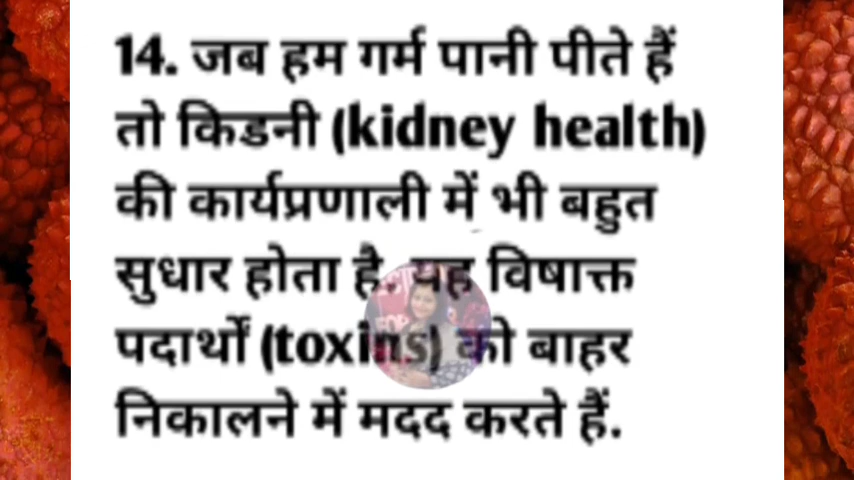 14. जब हम गर्म पानी पीते हैं
तो किडनी (kidney health)
की कार्यप्रणाली में भी बहुत
सुधार होता है. यह विषाक्त
पदार्थों (toxins) को बाहर
निकालने में मदद करते हैं.